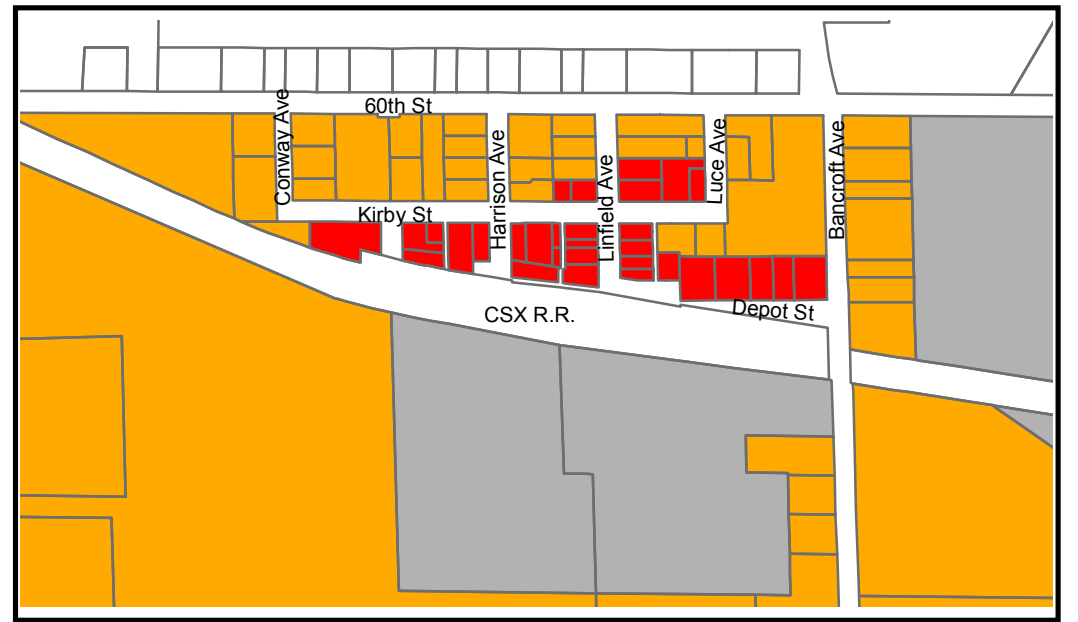 60th St
Conway Ave
Harrison Ave
Linfield Ave
Luce Ave
Bancroft Ave
Kirby St
CSX R.R.
Depot St